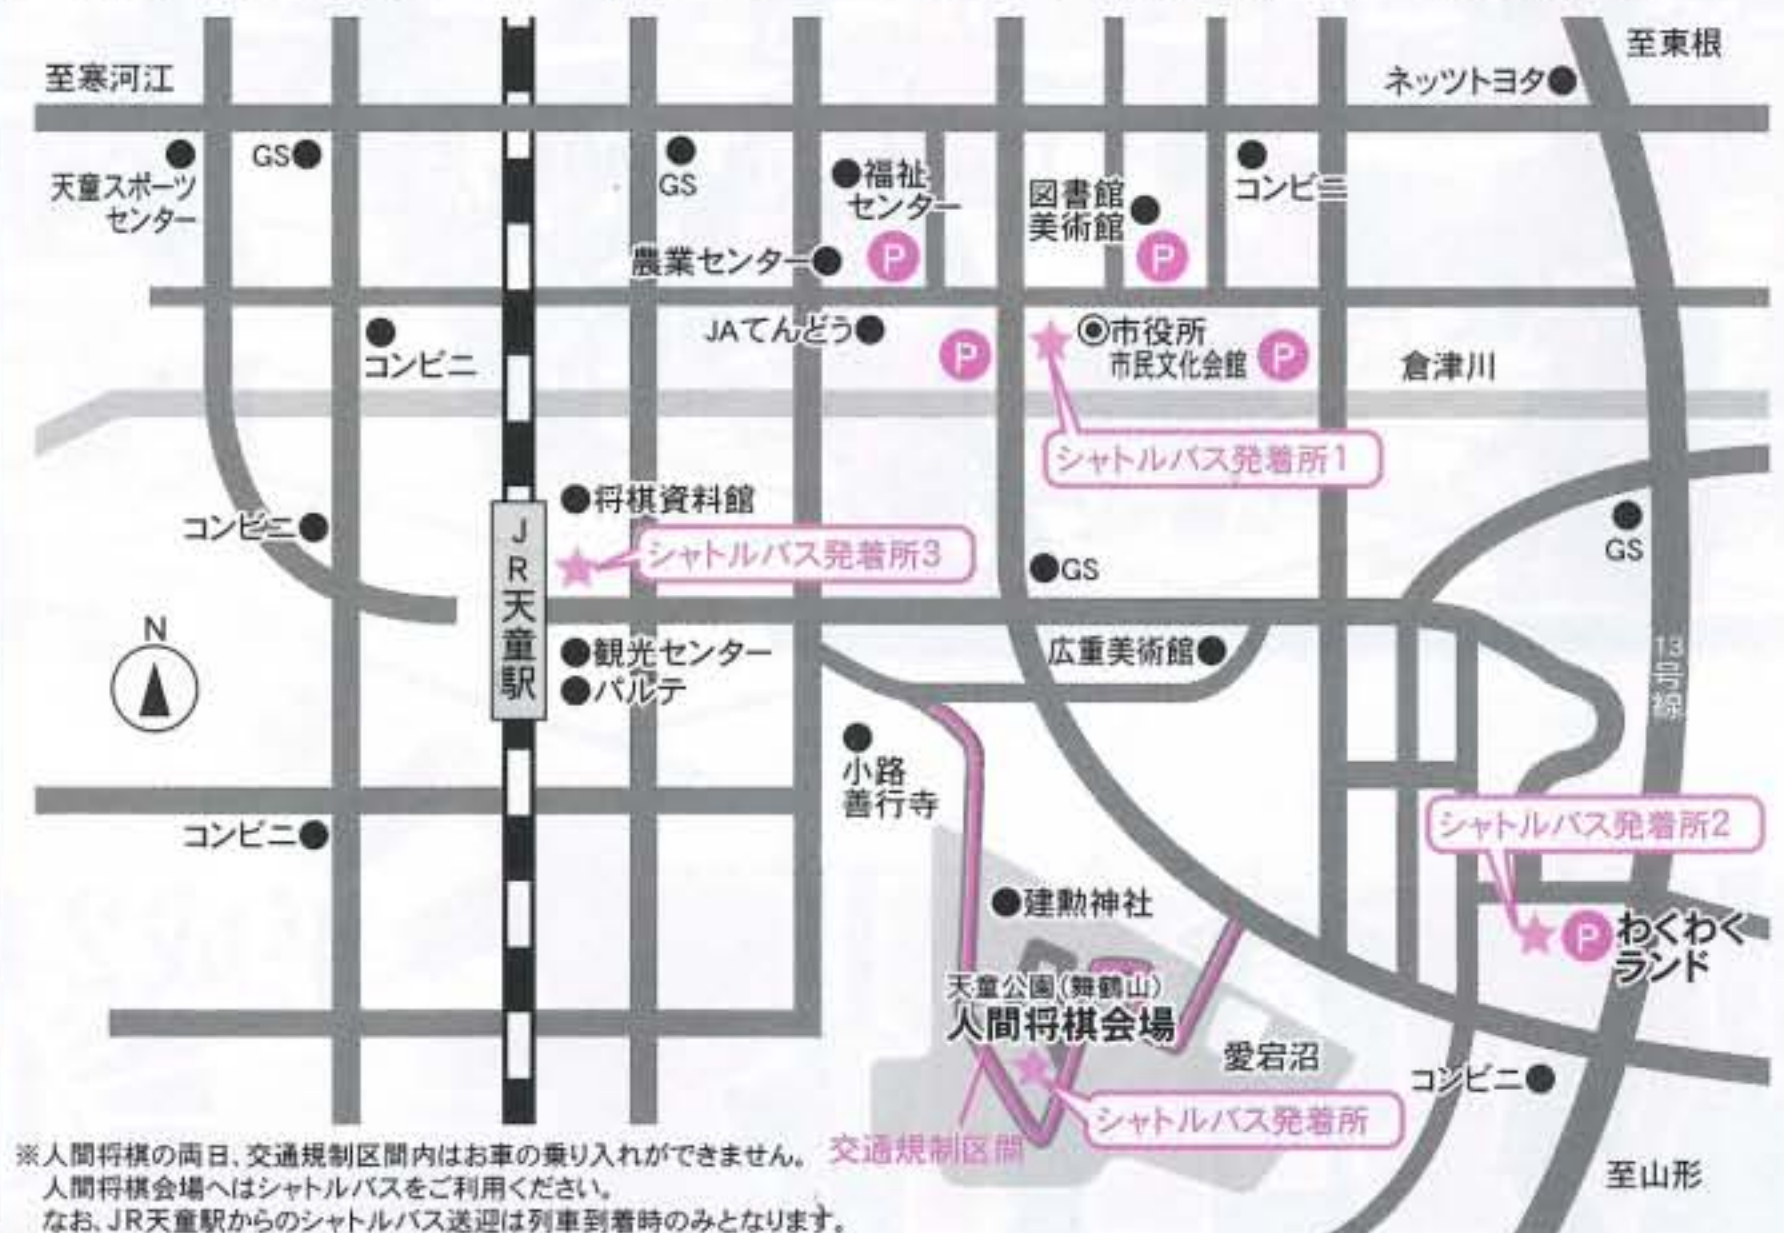 至東根
至寒河江
ネッツトヨタ
天童スポーツ
センター
GS
GS
福祉
センター
図書館
美術館
コンビニ
P
P
農業センター
JAてんどう
P
市役所
市民文化会館
P
倉津川
コンビニ
シャトルバス発着所1
将棋資料館
コンビニ
JR天童駅
シャトルバス発着所3
GS
GS
N
観光センター
パルテ
広重美術館
13号線
小路
善行寺
コンビニ
シャトルバス発着所2
建勲神社
P
わくわく
ランド
天童公園(舞鶴山)
人間将棋会場
愛宕沼
コンビニ
シャトルバス発着所
交通規制区間
至山形
※人間将棋の両日、交通規制区間内はお車の乗り入れができません。
人間将棋会場へはシャトルバスをご利用ください。
なお、JR天童駅からのシャトルバス送迎は列車到着時のみとなります。